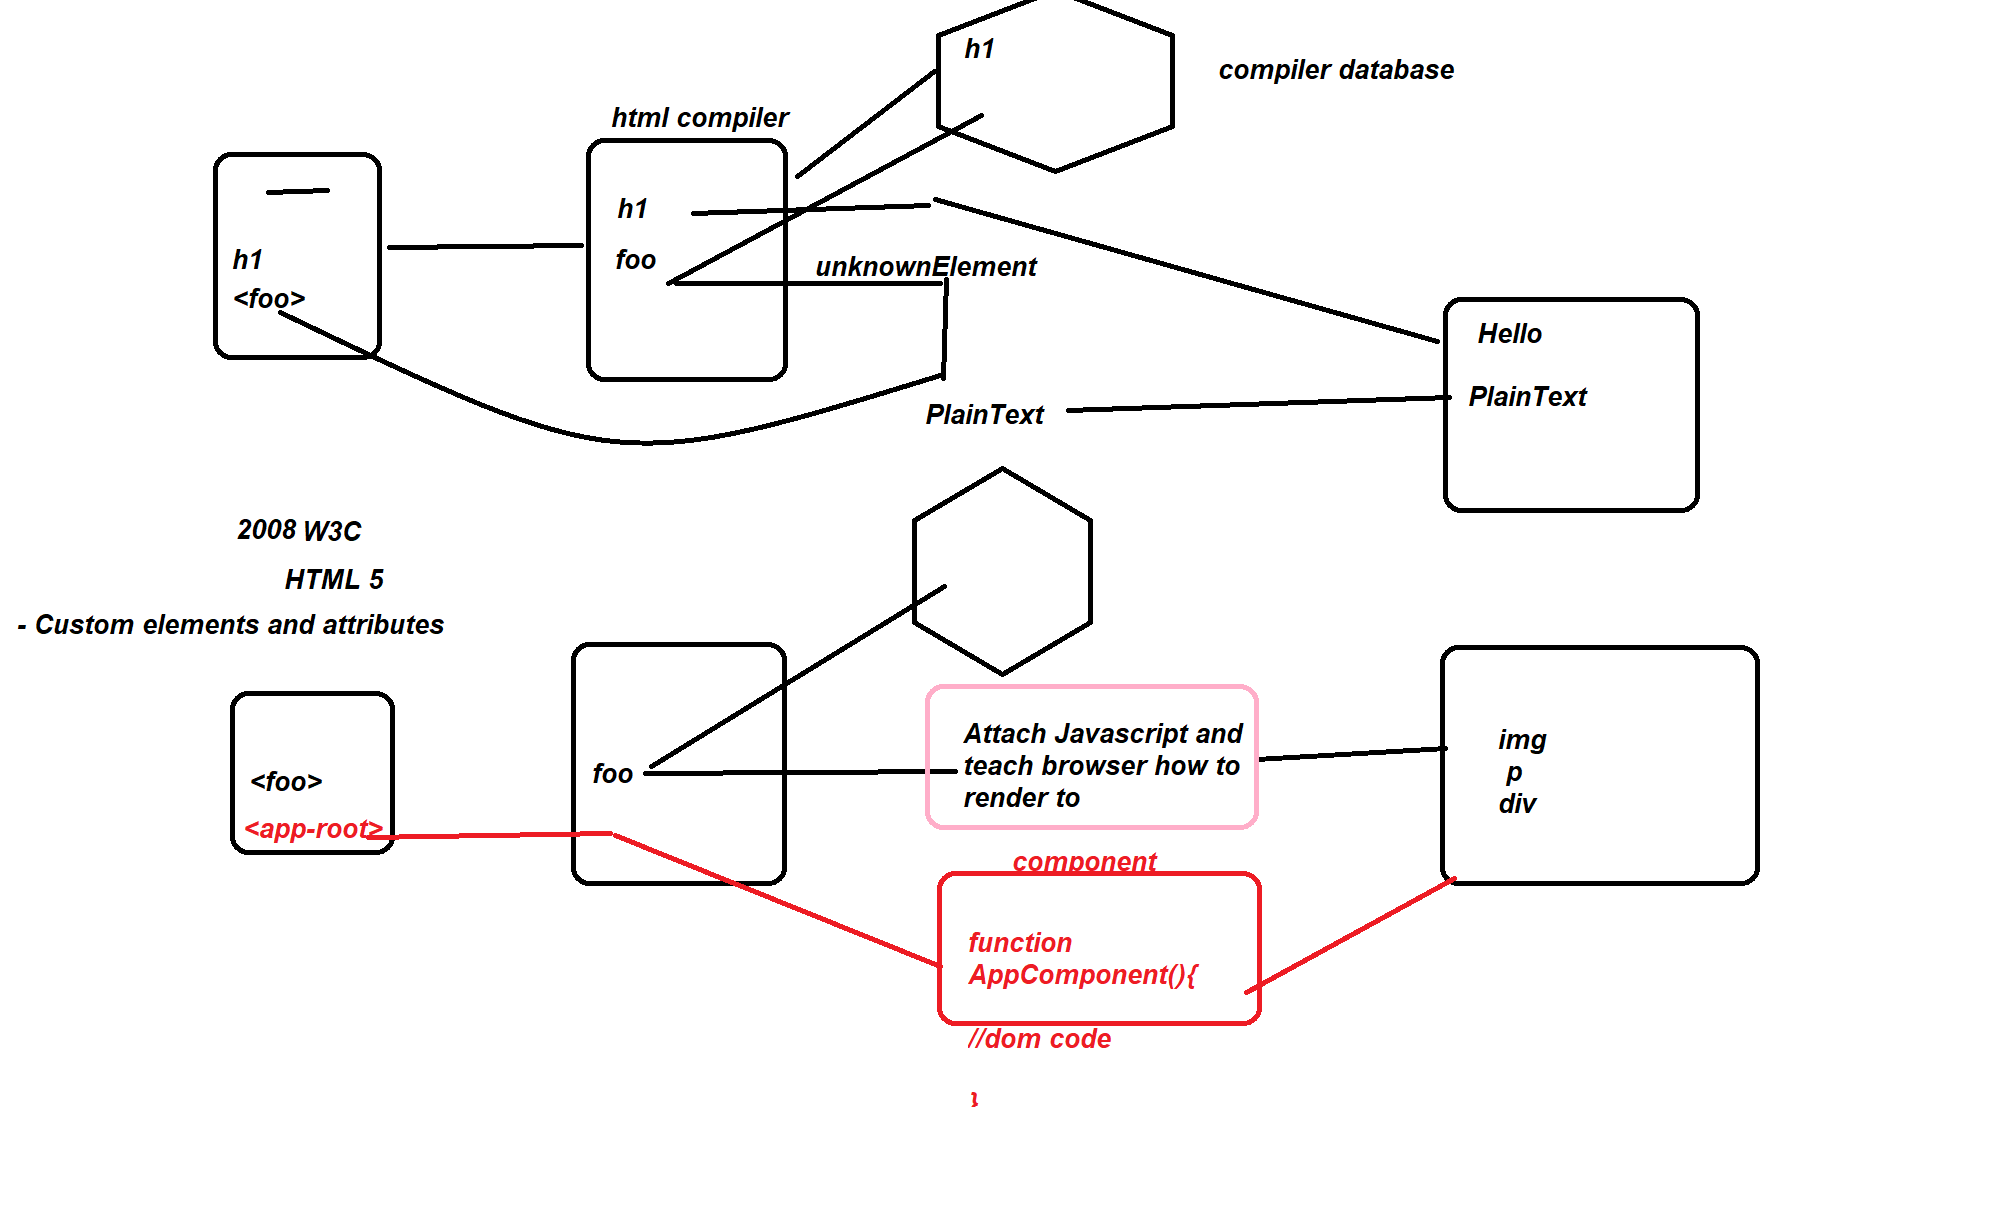 h1
compiler database
html compiler
h1
h1
foo
<foo>
unknownElement
Hello
PlainText
PlainText
2008 W3C
HTML 5
- Custom elements and attributes
Attach Javascript and
teach browser how to
render to
img
p
div
foo
<foo>
<app-root>
component
function
AppComponent(){
//dom code
}